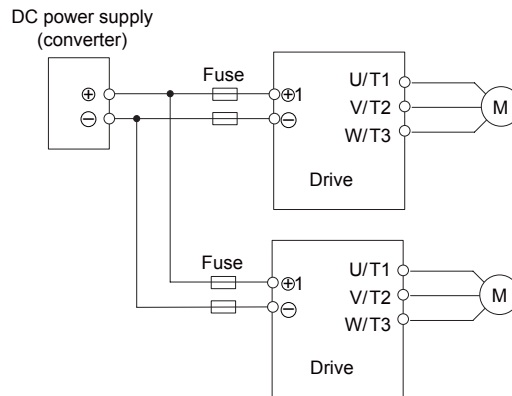 DC power supply
(converter)
⊕
⊖
Fuse
⊕1
⊖
U/T1
V/T2
W/T3
M
Drive
Fuse
⊕1
⊖
U/T1
V/T2
W/T3
M
Drive